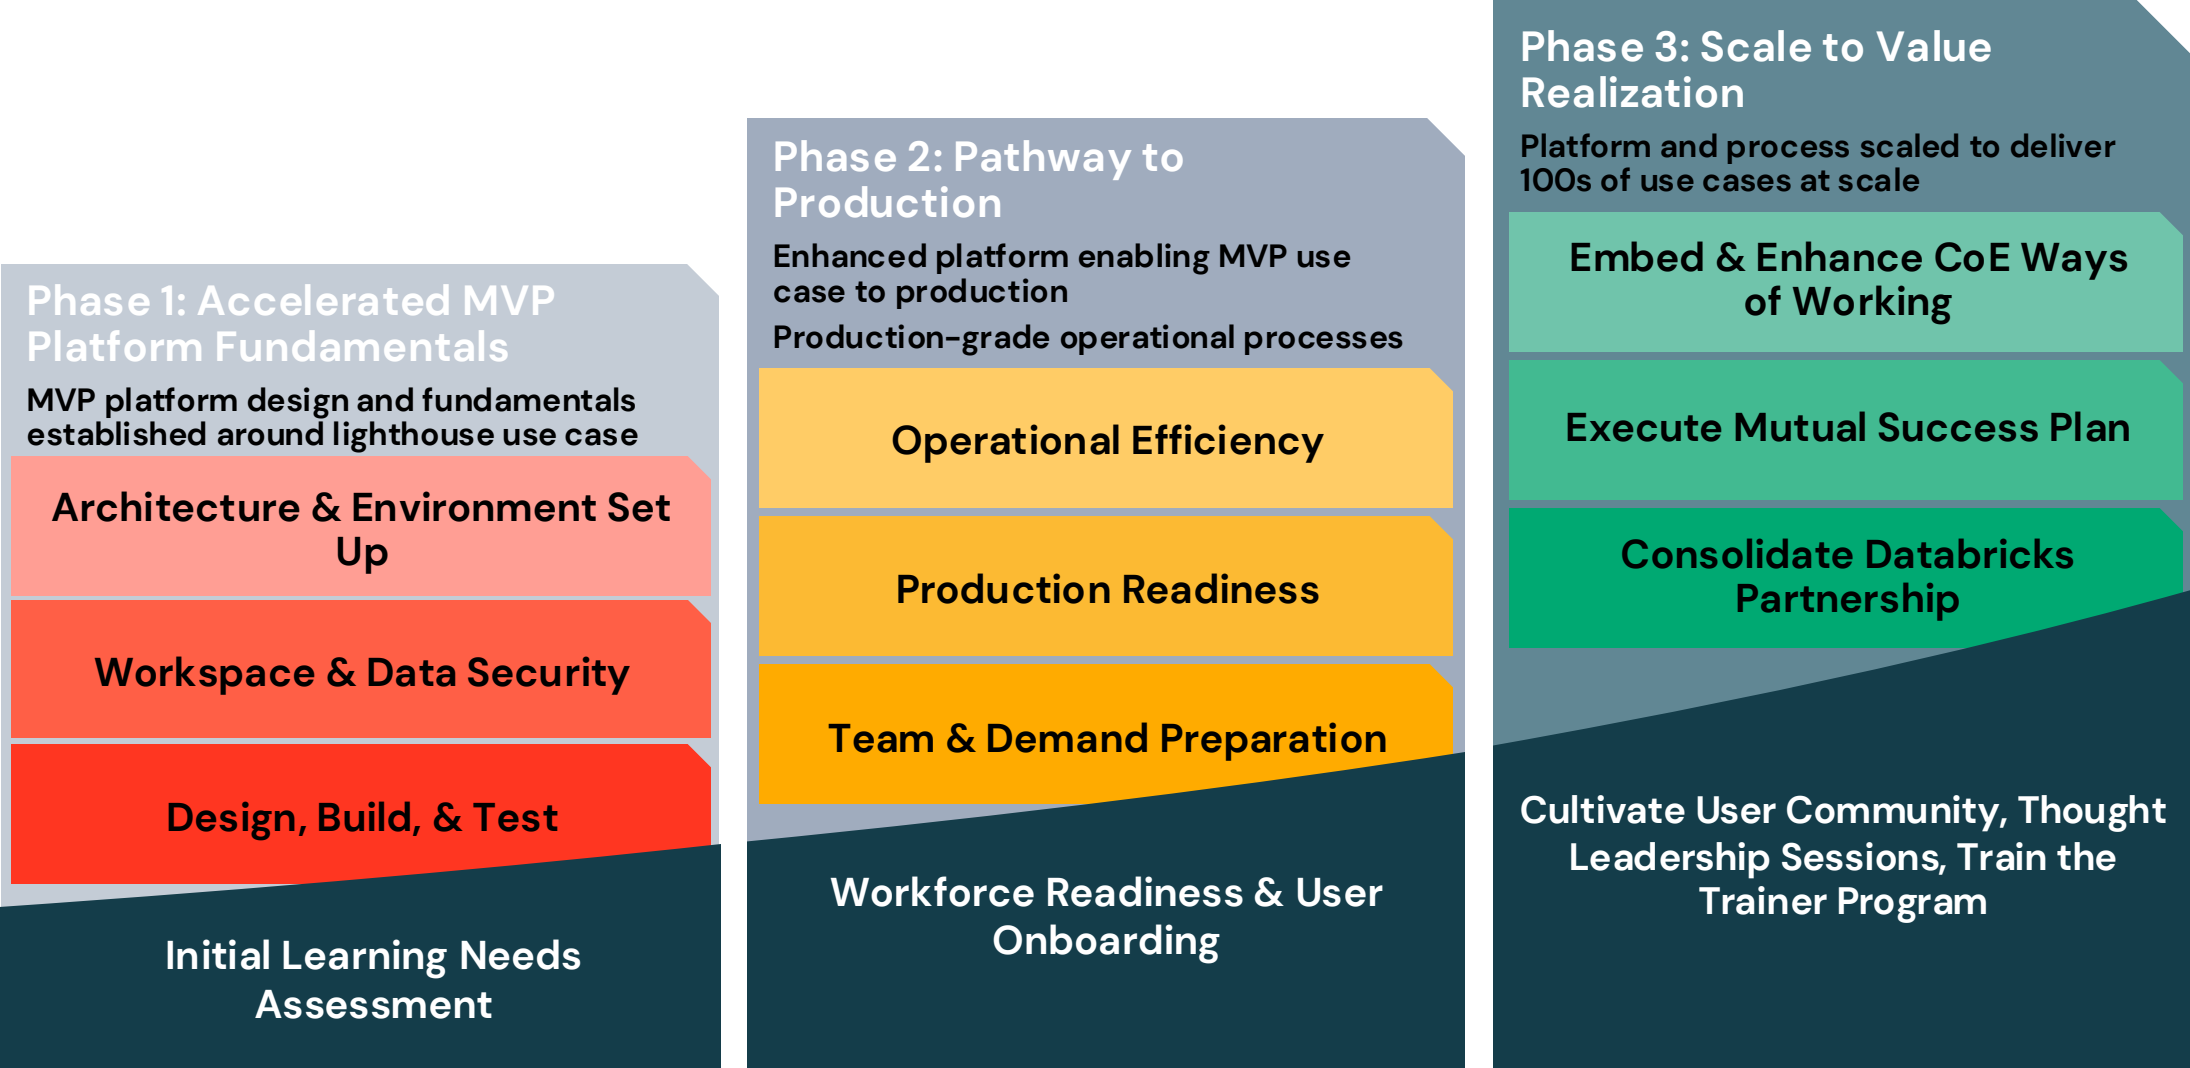 Phase 1: Accelerated MVP
Platform Fundamentals
MVP platform design and fundamentals
established around lighthouse use case
Architecture & Environment Set
Up
Workspace & Data Security
Design, Build, & Test
Initial Learning Needs
Assessment
Phase 2: Pathway to
Production
Enhanced platform enabling MVP use
case to production
Production-grade operational processes
Operational Efficiency
Production Readiness
Team & Demand Preparation
Workforce Readiness & User
Onboarding
Phase 3: Scale to Value
Realization
Platform and process scaled to deliver
100s of use cases at scale
Embed & Enhance CoE Ways
of Working
Execute Mutual Success Plan
Consolidate Databricks
Partnership
Cultivate User Community, Thought
Leadership Sessions, Train the
Trainer Program